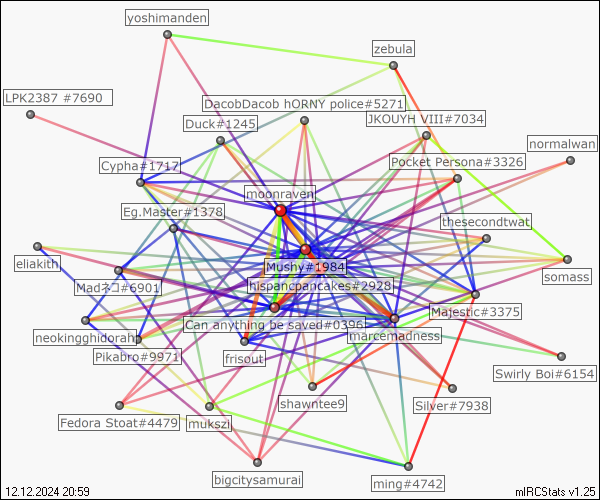 yoshimanden
zebula
LPK2387 #7690
DacobDacob hORNY police#5271
Duck#1245
JKOUYH VIII#7034
normalwan
Cypha#1717
Pocket Persona#3326
moonraven
Eg.Master#1378
thesecondtwat
eliakith
Mushy#1984
somass
Madネコ#6901
hispancpancakes#2928
Majestic#3375
Can anything be saved#0396
neokingghidorah
marcemadness
Pikabro#9971
frisout
Swirly Boi#6154
shawntee9
Silver#7938
Fedora Stoat#4479
mukszi
bigcitysamurai
ming#4742
12.12.2024 20:59
mIRCStats v1.25